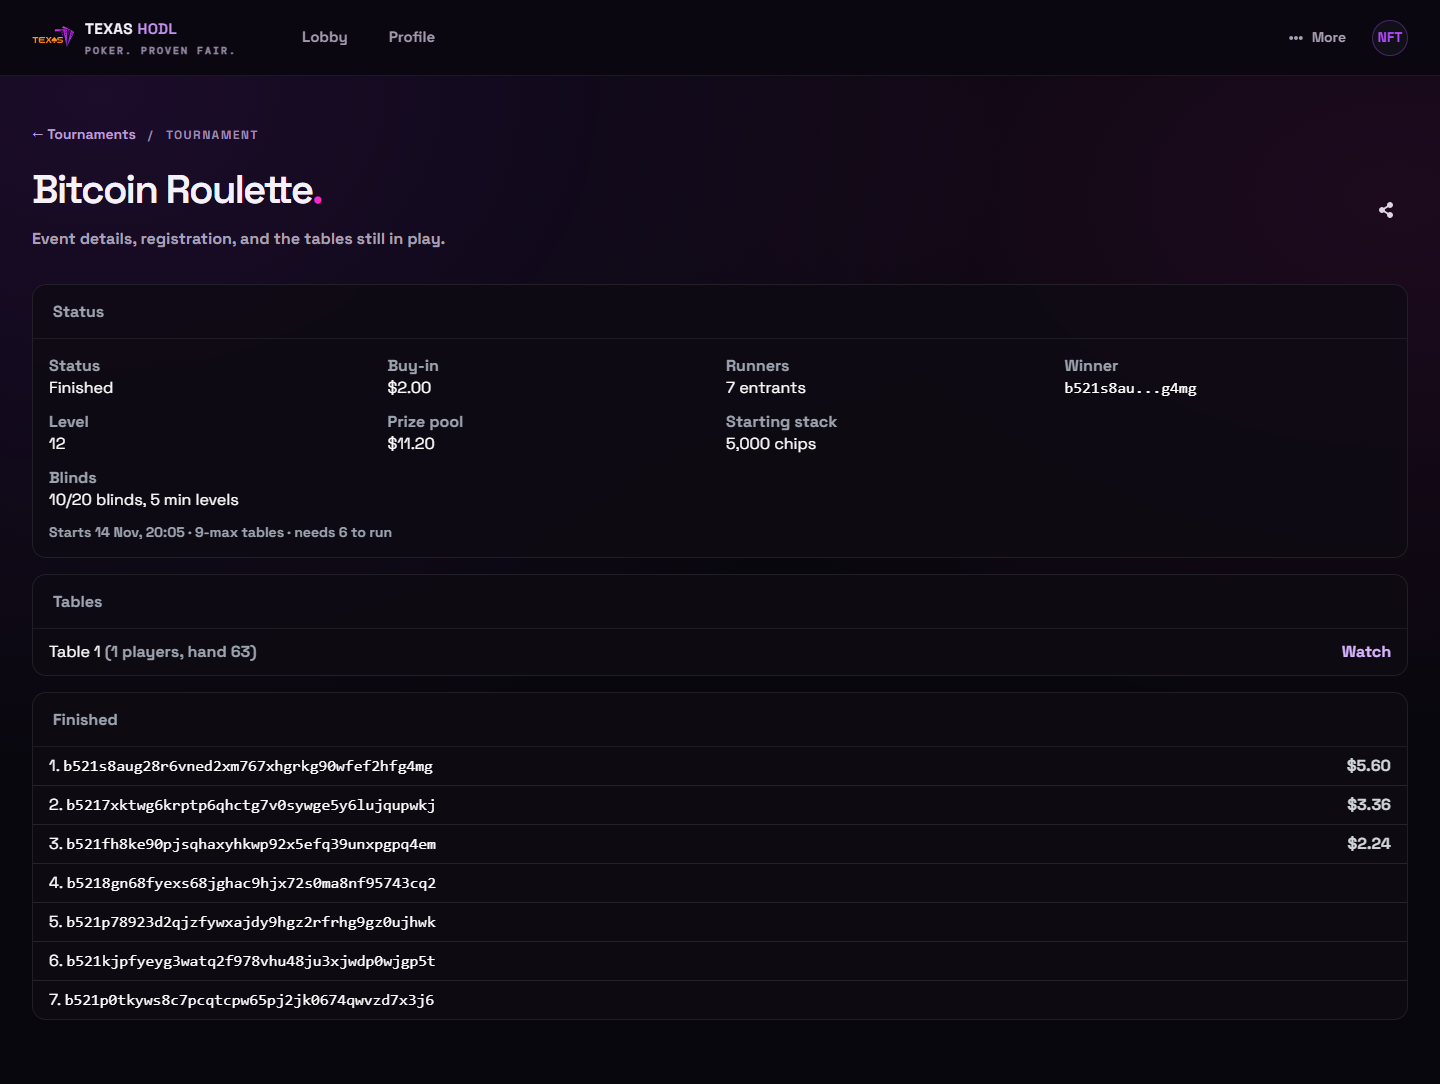 TEXAS
TEXAS HODL
POKER. PROVEN FAIR.
Lobby
Profile
More
NFT
← Tournaments / TOURNAMENT
Bitcoin Roulette.
Event details, registration, and the tables still in play.
Status
Status
Finished
Buy-in
$2.00
Runners
7 entrants
Winner
b521s8au...g4mg
Level
12
Prize pool
$11.20
Starting stack
5,000 chips
Blinds
10/20 blinds, 5 min levels
Starts 14 Nov, 20:05 · 9-max tables · needs 6 to run
Tables
Table 1 (1 players, hand 63)
Watch
Finished
1. b521s8aug28r6vned2xm767xhgrkg90wfef2hfg4mg $5.60
2. b5217xktwg6krptp6qhctg7v0sywge5y6lujqupwkj $3.36
3. b521fh8ke90pjsqhaxyhkwp92x5efq39unxpgpq4em $2.24
4. b5218gn68fyexs68jghac9hjx72s0ma8nf95743cq2
5. b521p78923d2qjzfywxajdy9hgz2rfrhg9gz0ujhwk
6. b521kjpfyeyg3watq2f978vhu48ju3xjwdp0wjgp5t
7. b521p0tkyws8c7pcqtcpw65pj2jk0674qwvzd7x3j6